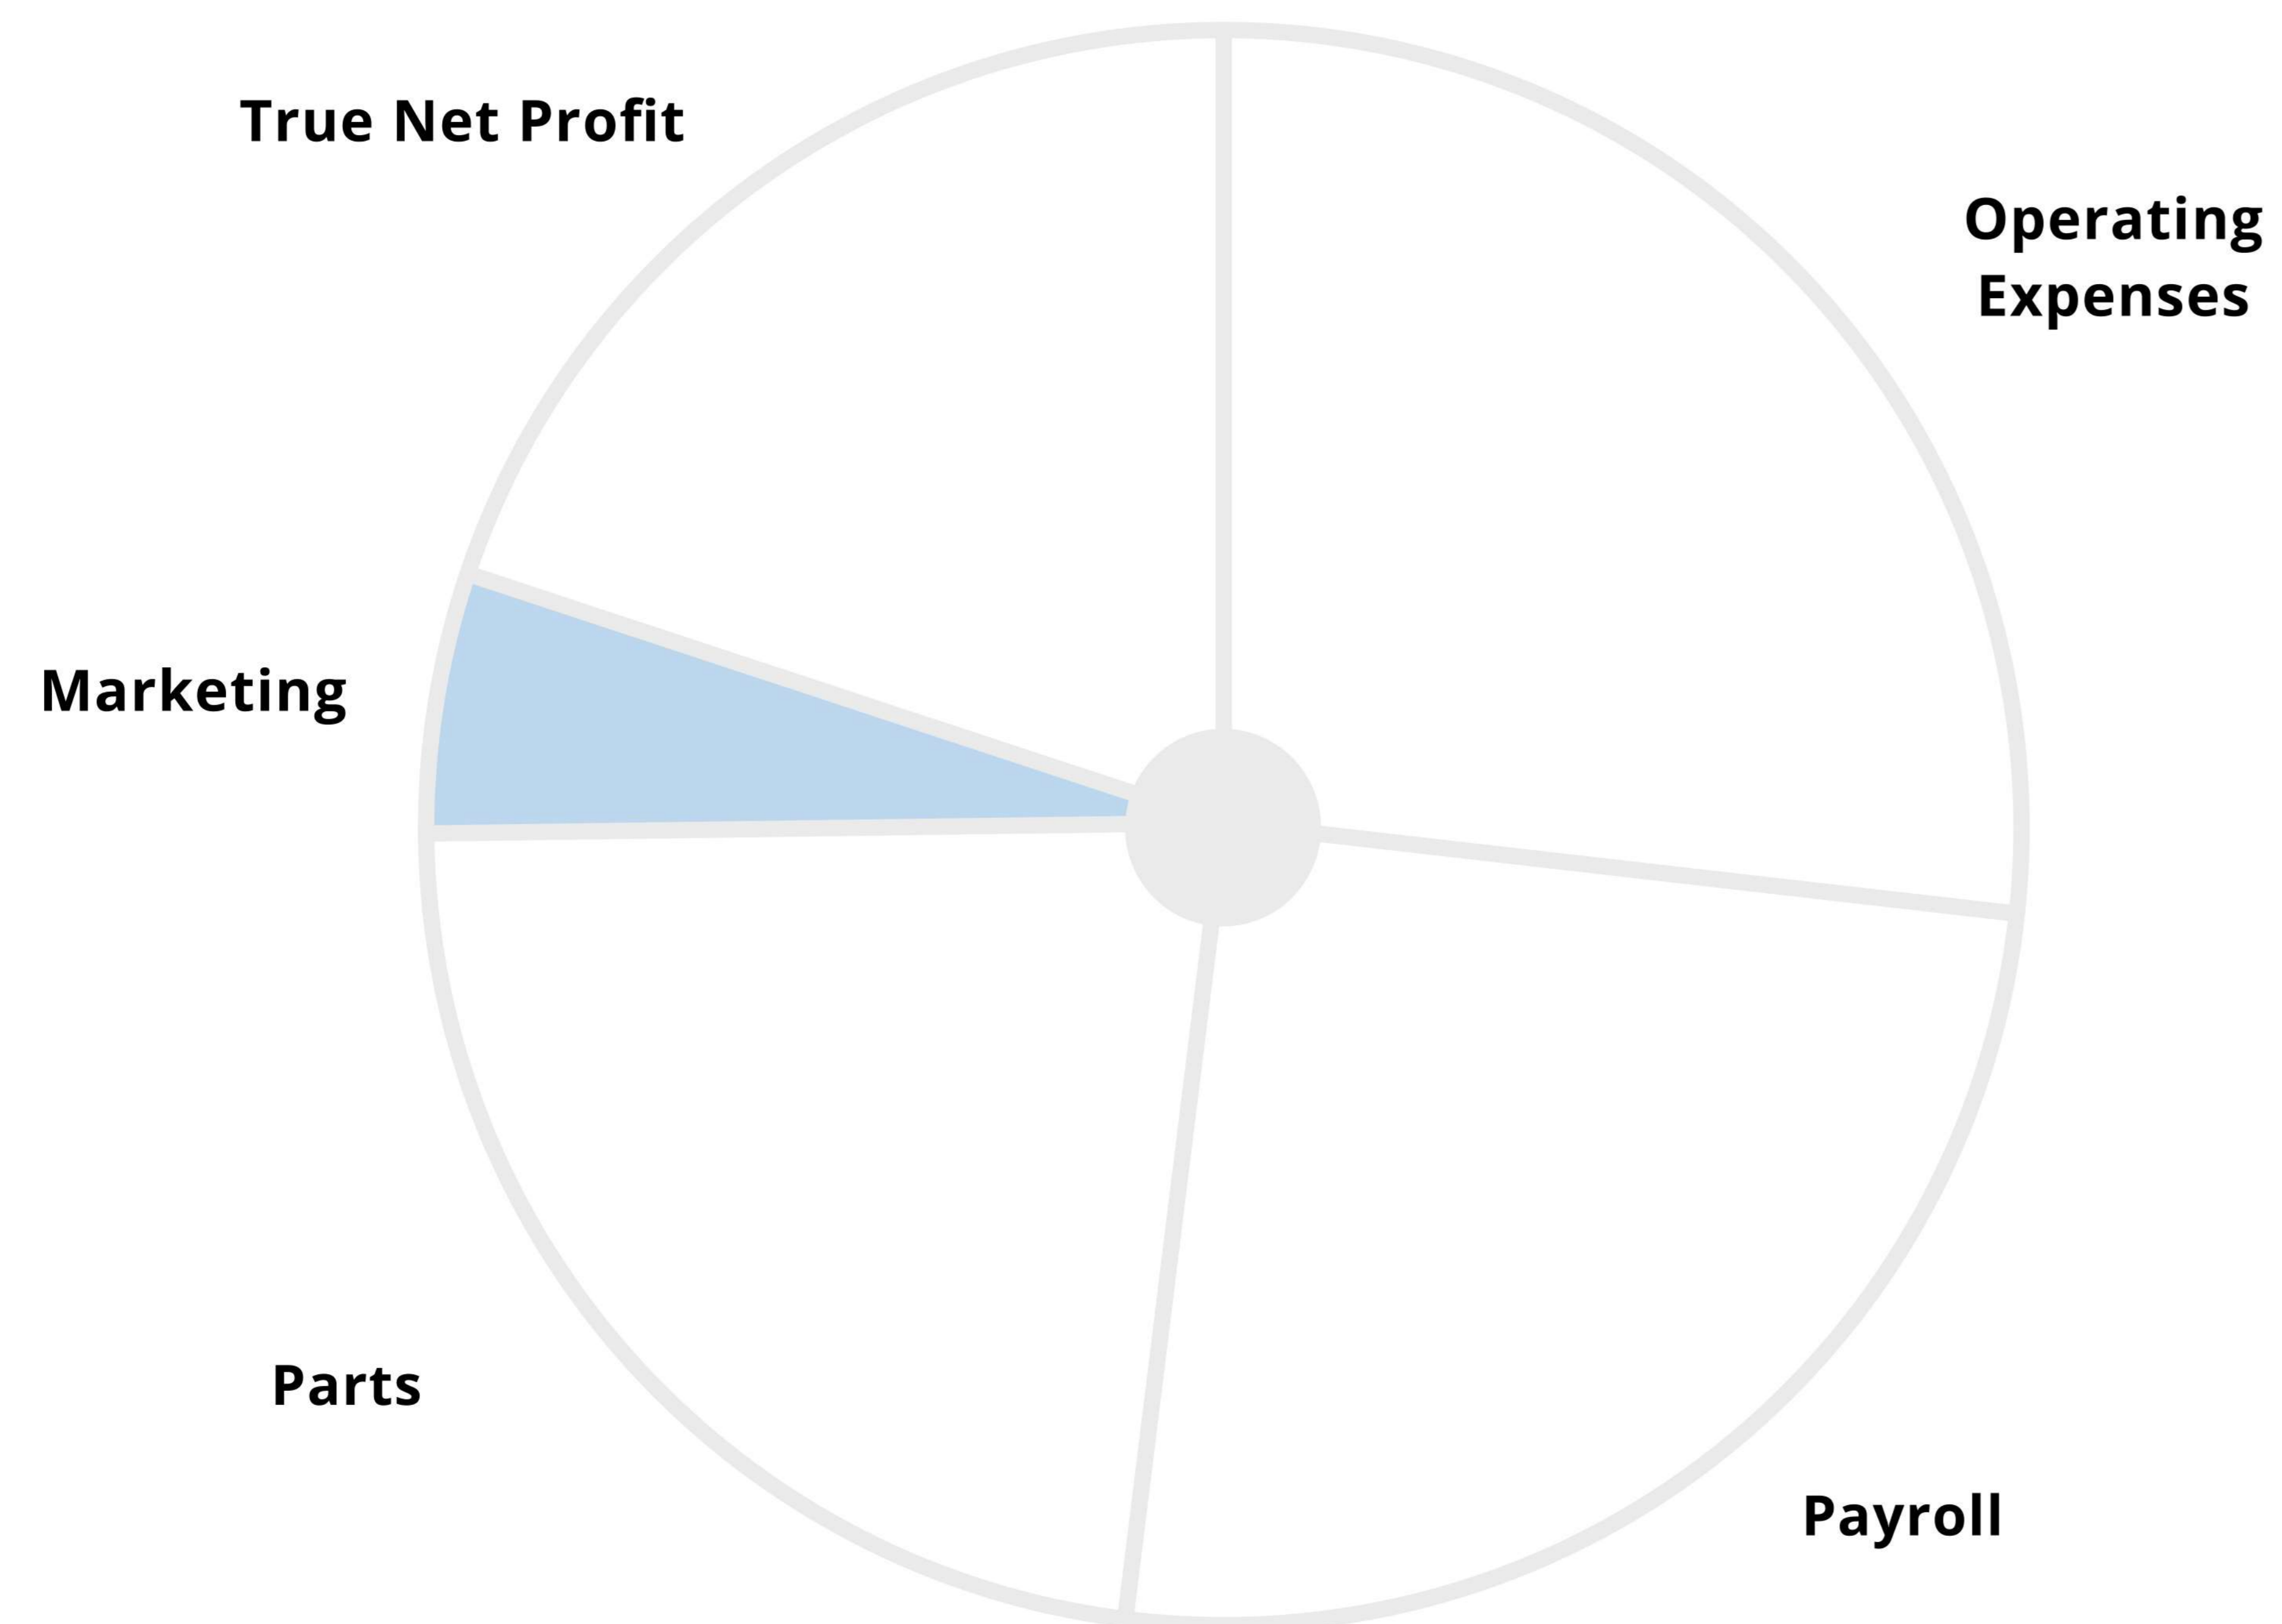 True Net Profit
Operating
Expenses
Marketing
Parts
Payroll